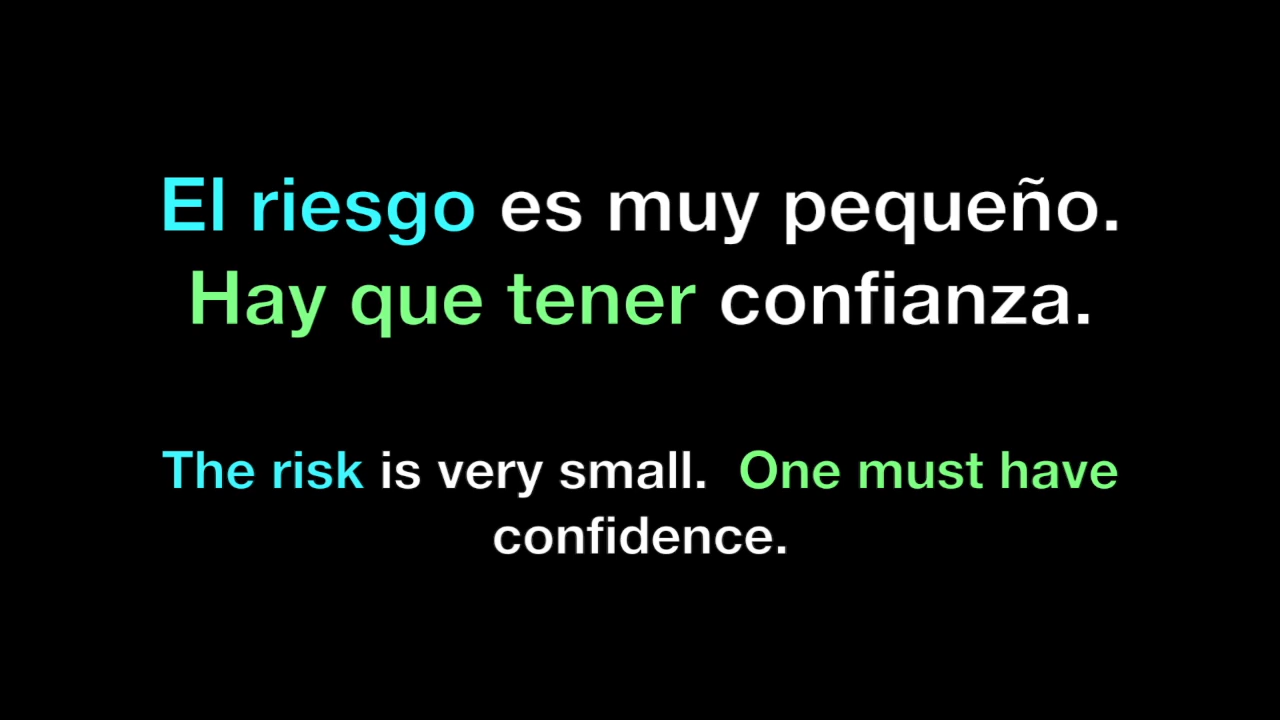 El riesgo es muy pequeño.
Hay que tener confianza.
The risk is very small.  One must have
confidence.